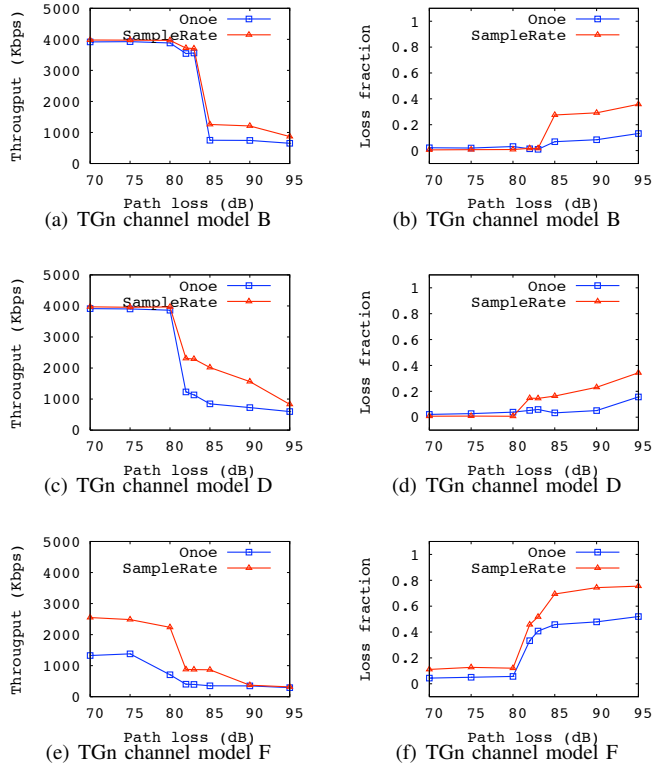 Througput (Kbps)
5000
4000
3000
2000
1000
0
Onoe
SampleRate
70 75 80 85 90 95
Path loss (dB)
(a) TGn channel model B
Loss fraction
1
0.8
0.6
0.4
0.2
0
Onoe
SampleRate
70 75 80 85 90 95
Path loss (dB)
(b) TGn channel model B
Througput (Kbps)
5000
4000
3000
2000
1000
0
Onoe
SampleRate
70 75 80 85 90 95
Path loss (dB)
(c) TGn channel model D
Loss fraction
1
0.8
0.6
0.4
0.2
0
Onoe
SampleRate
70 75 80 85 90 95
Path loss (dB)
(d) TGn channel model D
Througput (Kbps)
5000
4000
3000
2000
1000
0
Onoe
SampleRate
70 75 80 85 90 95
Path loss (dB)
(e) TGn channel model F
Loss fraction
1
0.8
0.6
0.4
0.2
0
Onoe
SampleRate
70 75 80 85 90 95
Path loss (dB)
(f) TGn channel model F